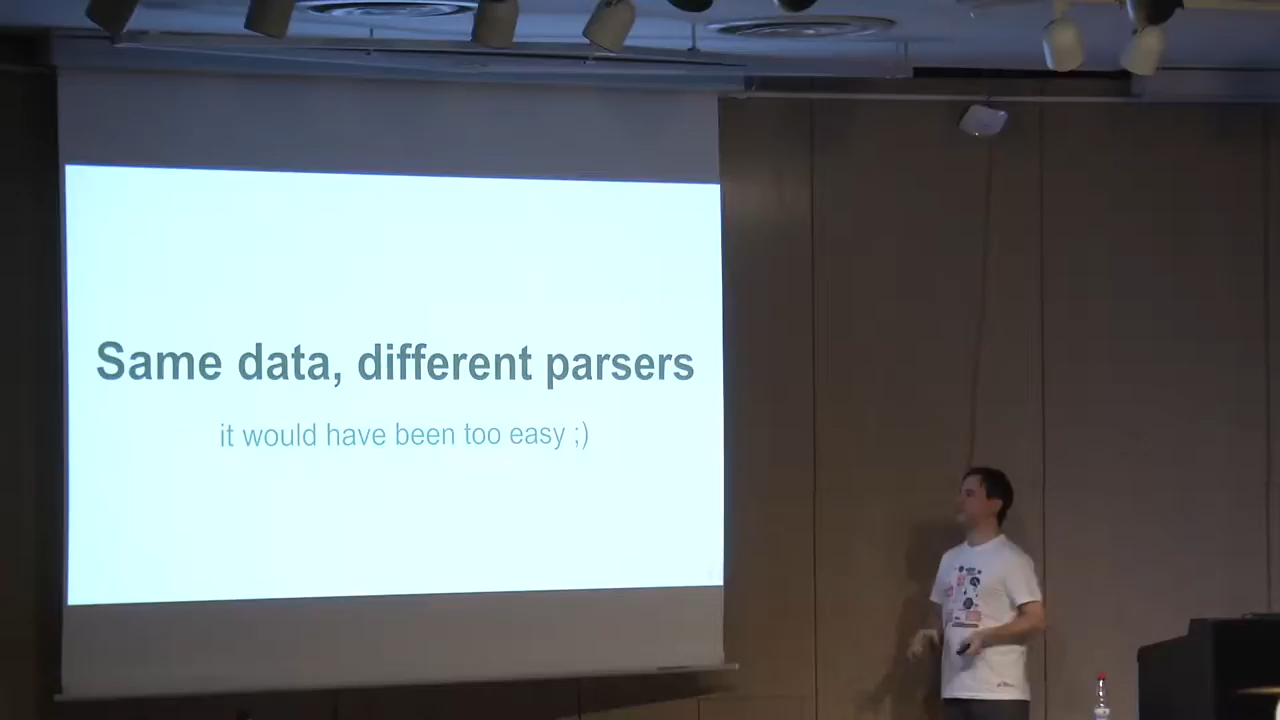 Same data, different parsers
it would have been too easy ;)